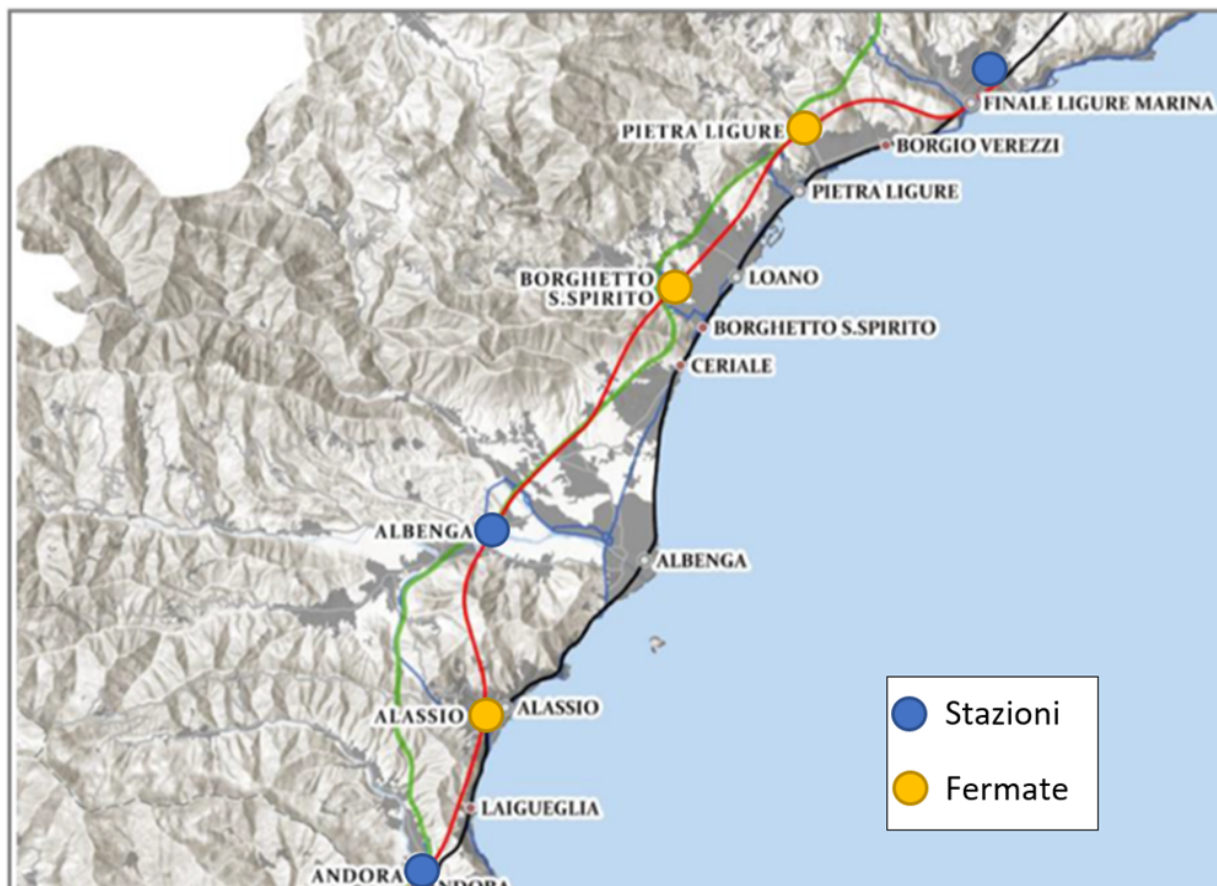 FINALE LIGURE MARINA
PIETRA LIGURE
BORGIO VEREZZI
PIETRA LIGURE
BORGHETTO
S.SPIRITO
LOANO
BORGHETTO S.SPIRITO
CERIALE
ALBENGA
ALBENGA
ALASSIO
ALASSIO
Stazioni
Fermate
LAIGUEGLIA
ANDORA